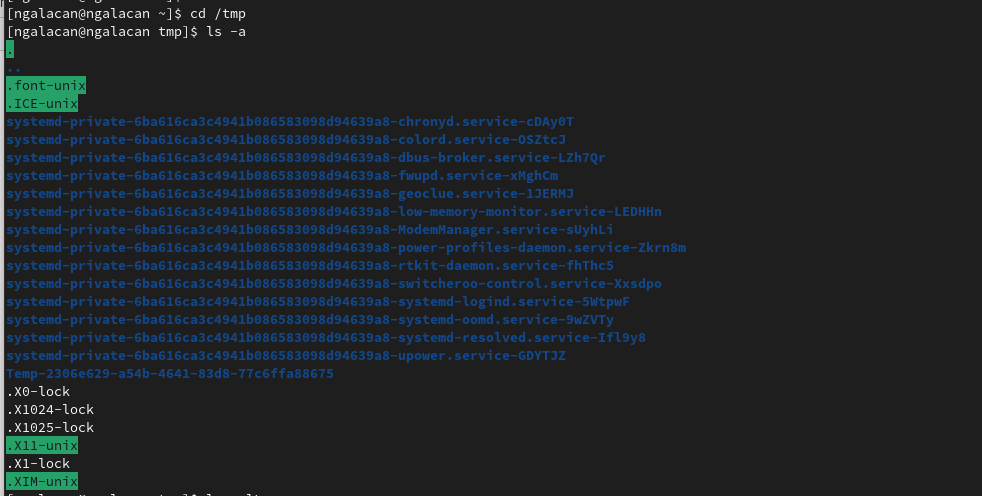 [ngalacan@ngalacan ~]$ cd /tmp
[ngalacan@ngalacan tmp]$ ls -a
.
..
.font-unix
.ICE-unix
systemd-private-6ba616ca3c4941b086583098d94639a8-chronyd.service-cDAy0T
systemd-private-6ba616ca3c4941b086583098d94639a8-colord.service-OSZtcJ
systemd-private-6ba616ca3c4941b086583098d94639a8-dbus-broker.service-LZh7Qr
systemd-private-6ba616ca3c4941b086583098d94639a8-fwupd.service-xMghCm
systemd-private-6ba616ca3c4941b086583098d94639a8-geoclue.service-1JERMJ
systemd-private-6ba616ca3c4941b086583098d94639a8-low-memory-monitor.service-LEDHHn
systemd-private-6ba616ca3c4941b086583098d94639a8-ModemManager.service-sUyhLi
systemd-private-6ba616ca3c4941b086583098d94639a8-power-profiles-daemon.service-Zkrn8m
systemd-private-6ba616ca3c4941b086583098d94639a8-rtkit-daemon.service-fhThc5
systemd-private-6ba616ca3c4941b086583098d94639a8-switcheroo-control.service-Xxsdpo
systemd-private-6ba616ca3c4941b086583098d94639a8-systemd-logind.service-5WtpwF
systemd-private-6ba616ca3c4941b086583098d94639a8-systemd-oomd.service-9wZVTy
systemd-private-6ba616ca3c4941b086583098d94639a8-systemd-resolved.service-Ifl9y8
systemd-private-6ba616ca3c4941b086583098d94639a8-upower.service-GDYTJZ
Temp-2306e629-a54b-4641-83d8-77c6ffa88675
.X0-lock
.X1024-lock
.X1025-lock
.X11-unix
.X1-lock
.XIM-unix